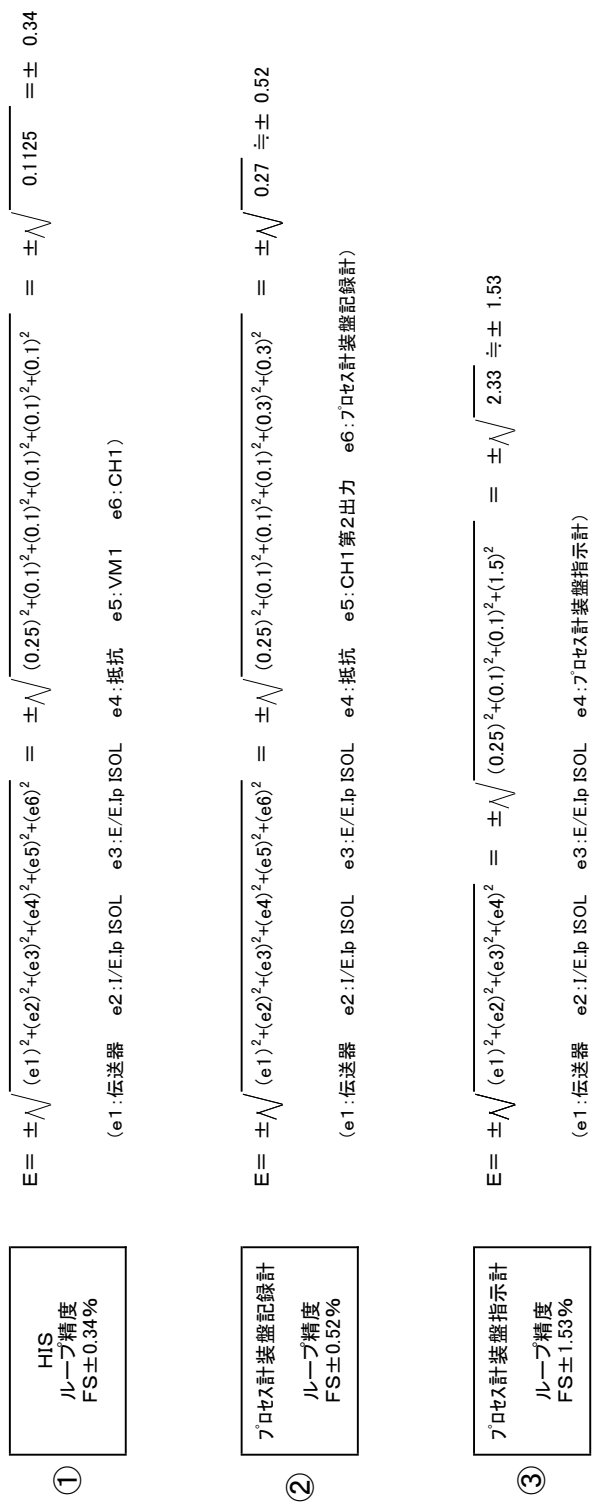 ①
HIS
ループ精度
FS±0.34%
E= ±√(e1)²+(e2)²+(e3)²+(e4)²+(e5)²+(e6)² = ±√(0.25)²+(0.1)²+(0.1)²+(0.1)²+(0.1)²+(0.1)² = ±√0.1125 =± 0.34
(e1:伝送器 e2:I/E.Ip ISOL e3:E/E.Ip ISOL e4:抵抗 e5:VM1 e6:CH1)
②
プロセス計装盤記録計
ループ精度
FS±0.52%
E= ±√(e1)²+(e2)²+(e3)²+(e4)²+(e5)²+(e6)² = ±√(0.25)²+(0.1)²+(0.1)²+(0.1)²+(0.3)²+(0.3)² = ±√0.27 ≒± 0.52
(e1:伝送器 e2:I/E.Ip ISOL e3:E/E.Ip ISOL e4:抵抗 e5:CH1第2出力 e6:プロセス計装盤記録計)
③
プロセス計装盤指示計
ループ精度
FS±1.53%
E= ±√(e1)²+(e2)²+(e3)²+(e4)² = ±√(0.25)²+(0.1)²+(0.1)²+(1.5)² = ±√2.33 ≒± 1.53
(e1:伝送器 e2:I/E.Ip ISOL e3:E/E.Ip ISOL e4:プロセス計装盤指示計)